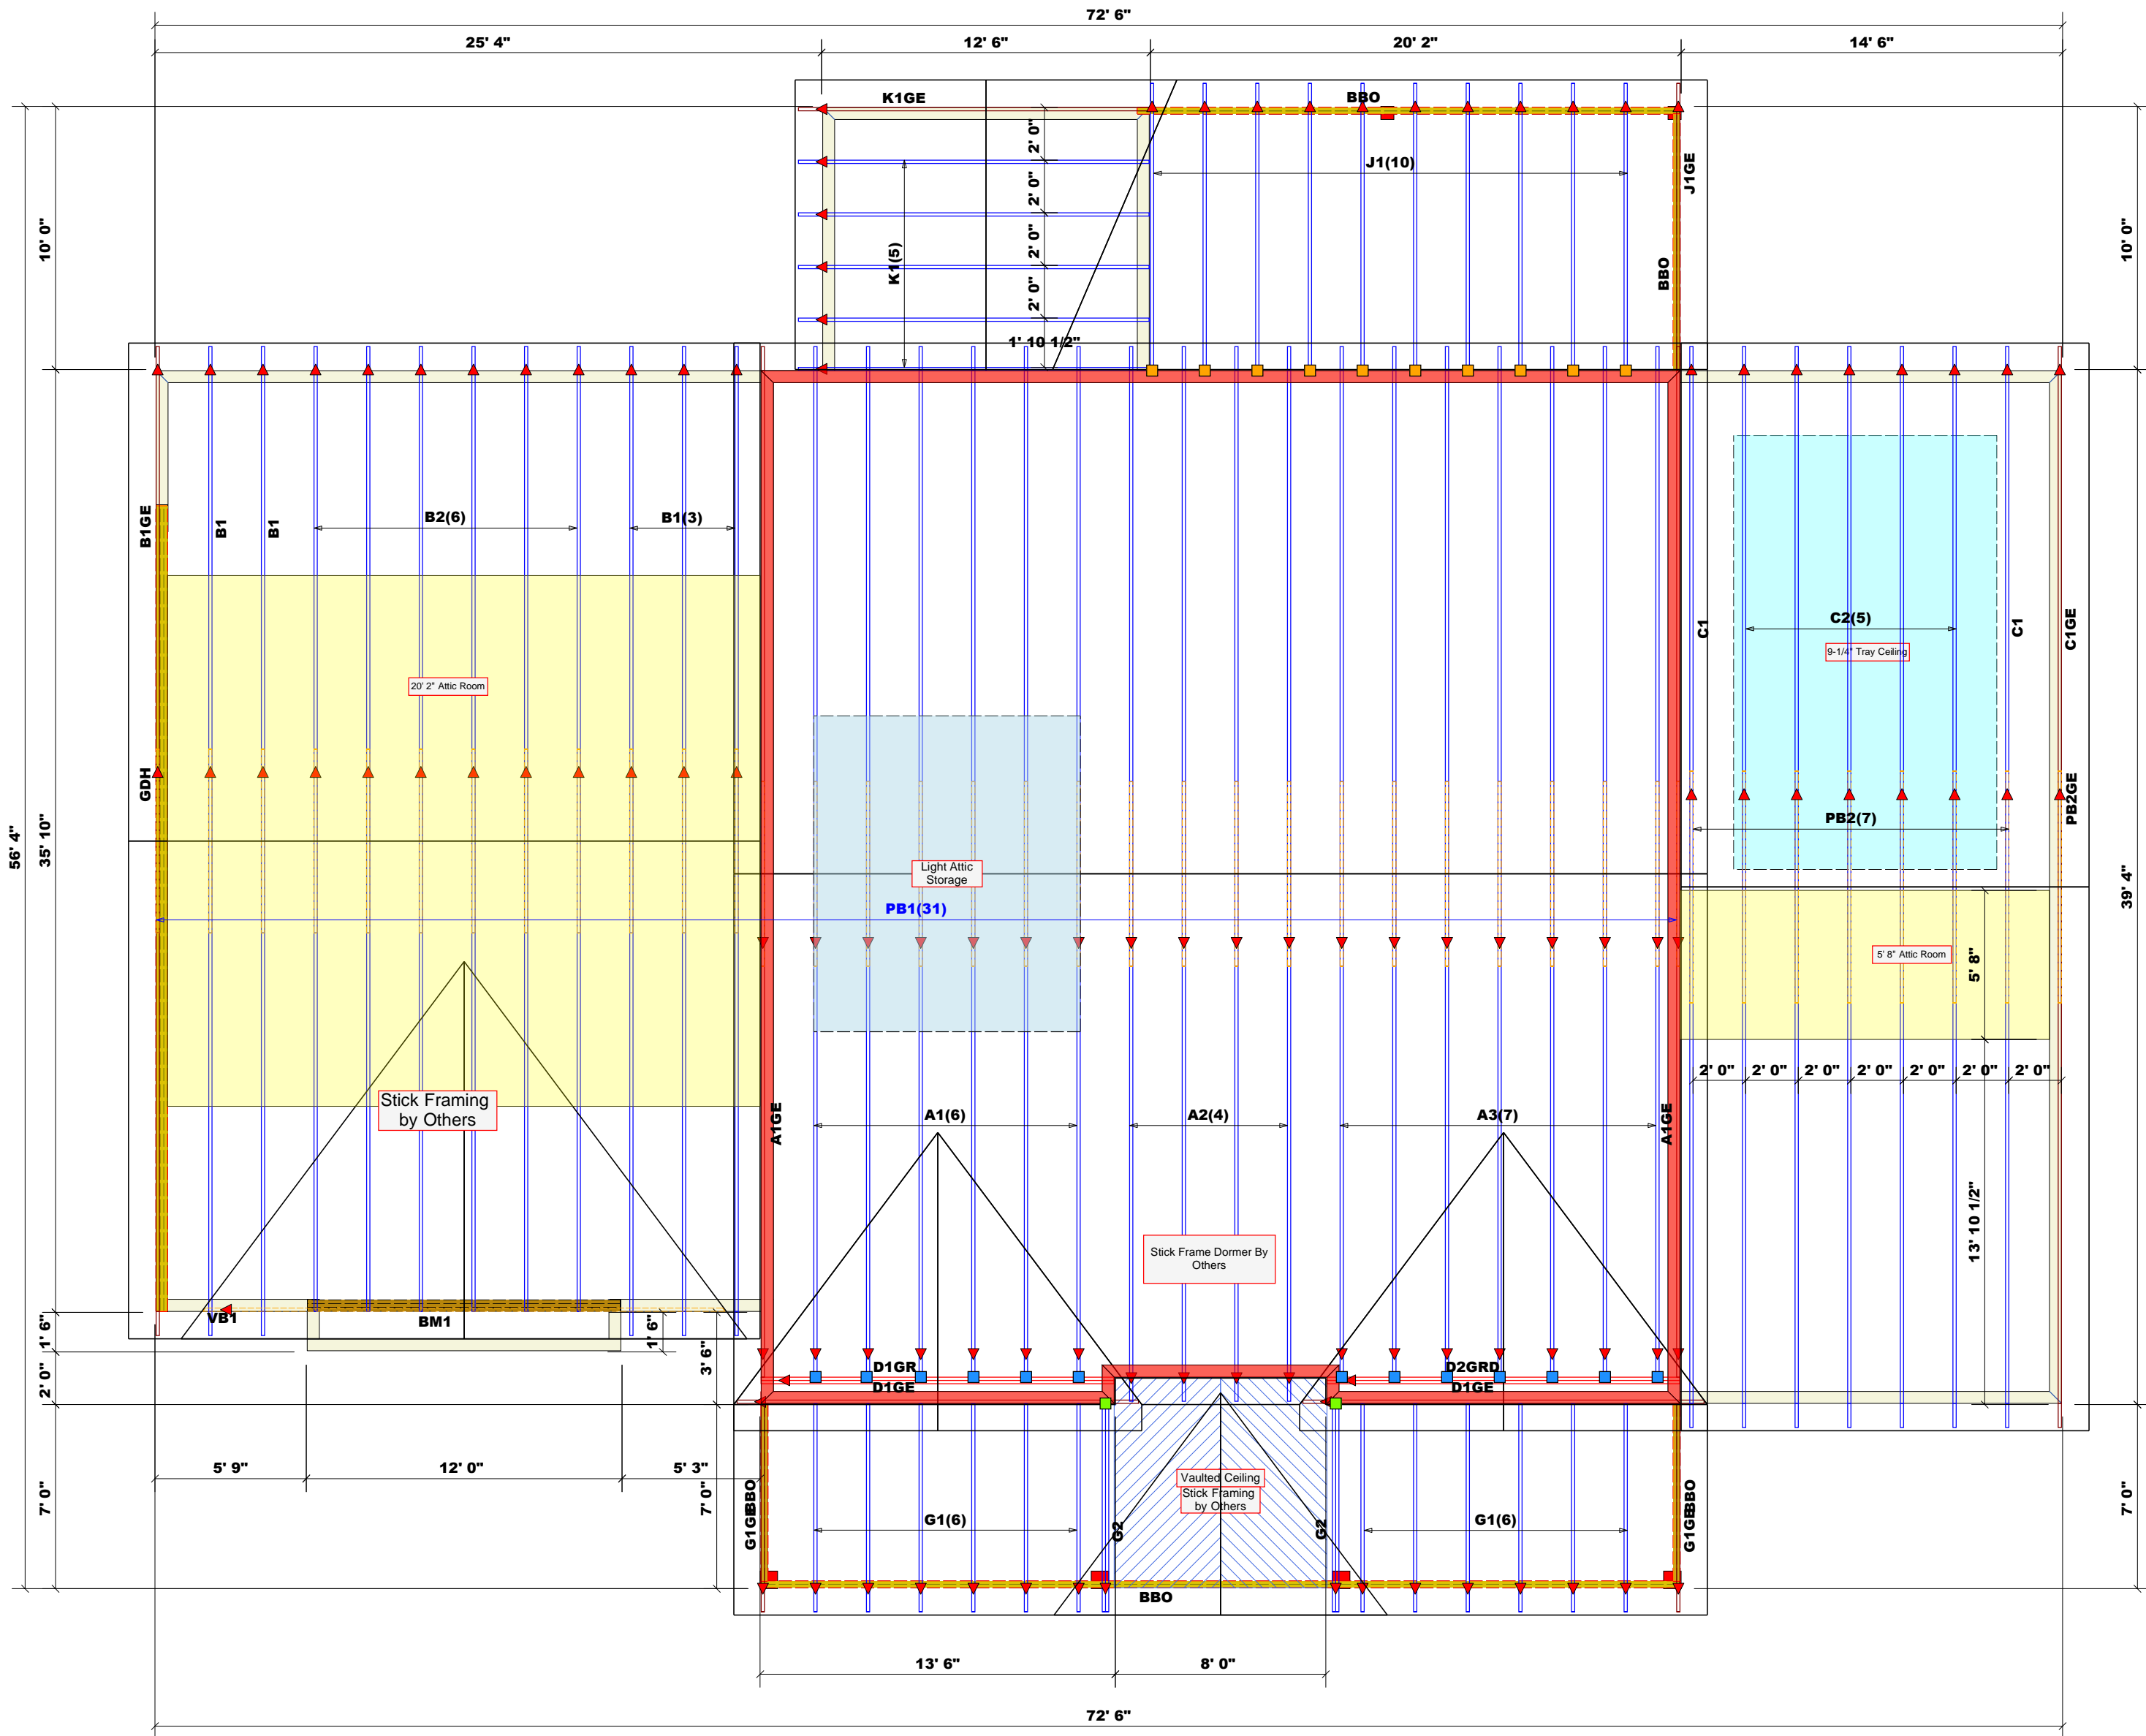 72' 6"
25' 4"
12' 6"
20' 2"
14' 6"
K1GE
BBO
2' 0"
J1(10)
J1GE
10' 0"
10' 0"
2' 0"
K1(5)
2' 0"
BBO
2' 0"
1' 10 1/2"
B1GE
B1
B1
B2(6)
B1(3)
C1
C2(5)
C1
C1GE
9-1/4" Tray Ceiling
20' 2" Attic Room
GDH
PB2GE
PB2(7)
56' 4"
35' 10"
Light Attic
Storage
39' 4"
PB1(31)
5' 8" Attic Room
5' 8"
2' 0"
2' 0"
2' 0"
2' 0"
2' 0"
2' 0"
2' 0"
Stick Framing
by Others
A1GE
A1(6)
A2(4)
A3(7)
A1GE
13' 10 1/2"
Stick Frame Dormer By
Others
VB1
BM1
1' 6"
1' 6"
3' 6"
2' 0"
D1GR
D1GE
D2GRD
D1GE
5' 9"
12' 0"
5' 3"
7' 0"
7' 0"
G1GBBO
G1(6)
G2
Vaulted Ceiling
Stick Framing
by Others
G2
G1(6)
G1GBBO
7' 0"
BBO
13' 6"
8' 0"
72' 6"